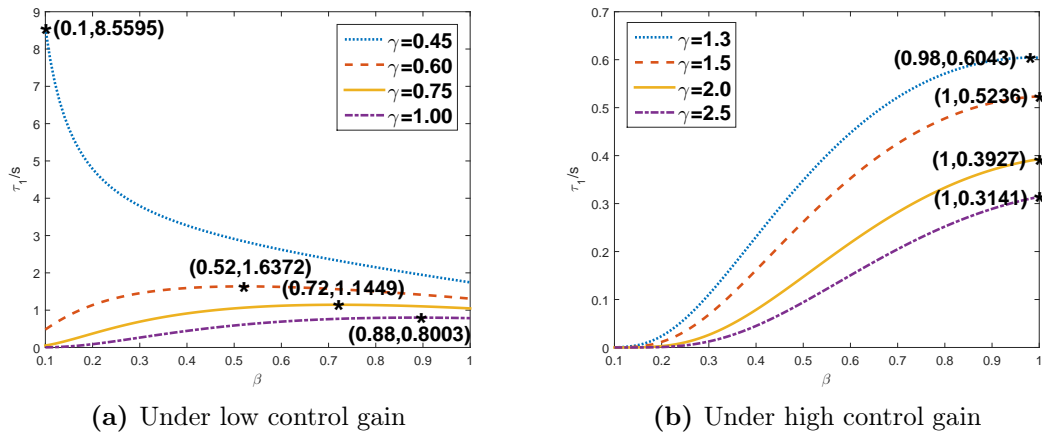 (0.1,8.5595)
γ=0.45
γ=0.60
γ=0.75
γ=1.00
(0.52,1.6372)
(0.72,1.1449)
(0.88,0.8003)
τ1/s
9
8
7
6
5
4
3
2
1
0
0.1 0.2 0.3 0.4 0.5 0.6 0.7 0.8 0.9 1
β
(a) Under low control gain
γ=1.3
γ=1.5
γ=2.0
γ=2.5
(0.98,0.6043)
(1,0.5236)
(1,0.3927)
(1,0.3141)
τ1/s
0.7
0.6
0.5
0.4
0.3
0.2
0.1
0
0.1 0.2 0.3 0.4 0.5 0.6 0.7 0.8 0.9 1
β
(b) Under high control gain